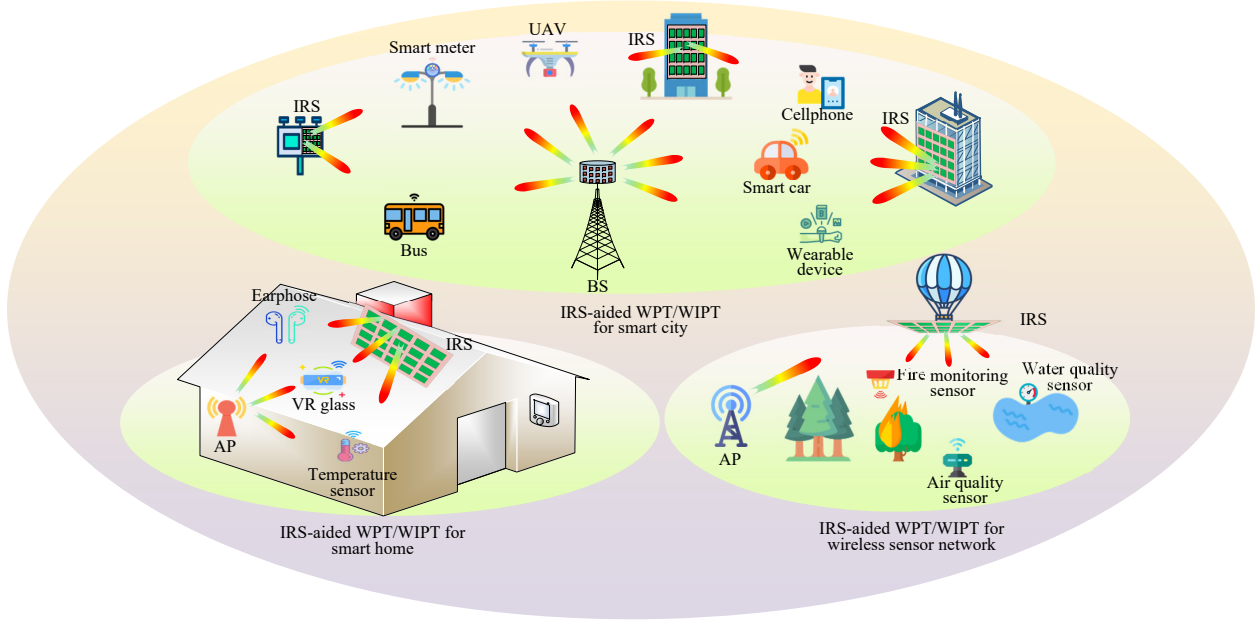 UAV
IRS
Smart meter
IRS
Cellphone
IRS
Smart car
Bus
Wearable
device
BS
IRS-aided WPT/WIPT
for smart city
Earphose
IRS
VR
VR glass
AP
Temperature
sensor
IRS-aided WPT/WIPT for
smart home
IRS
Fire monitoring
sensor
Water quality
sensor
AP
Air quality
sensor
IRS-aided WPT/WIPT for
wireless sensor network